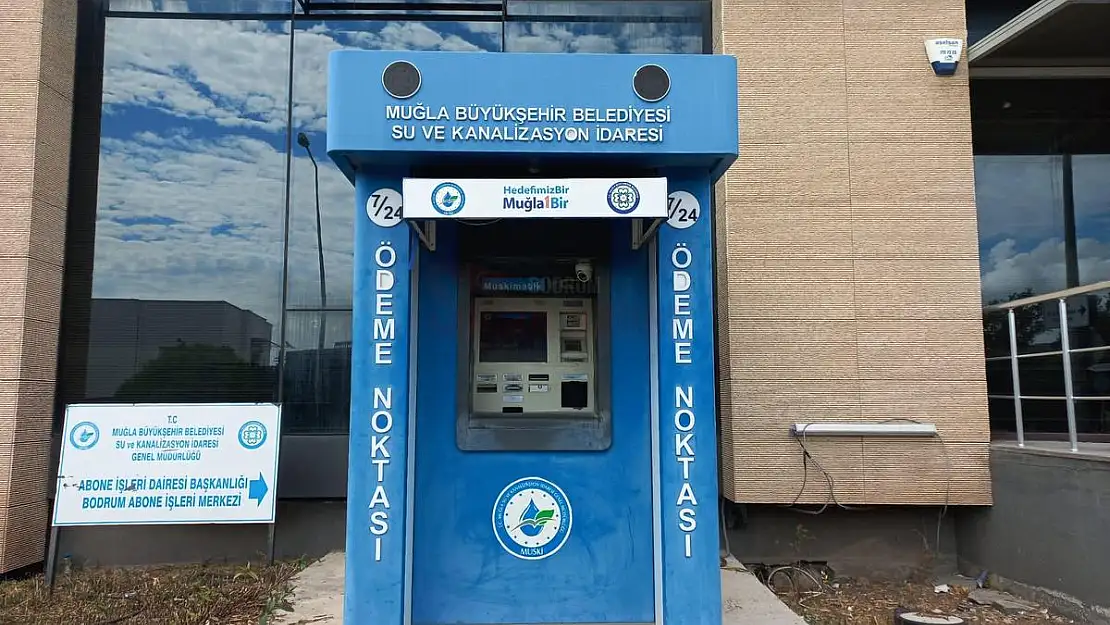 MUĞLA BÜYÜKŞEHİR BELEDİYESİ
SU VE KANALİZASYON İDARESİ
HedefimizBir
Muğla1Bir
7/24
7/24
ÖDEME NOKTASI
ÖDEME NOKTASI
Muskimatik
BODRUM
MUSKİ
T.C
MUĞLA BÜYÜKŞEHİR BELEDİYESİ
SU ve KANALİZASYON İDARESİ
GENEL MÜDÜRLÜĞÜ
ABONE İŞLERİ DAİRESİ BAŞKANLIĞI
BODRUM ABONE İŞLERİ MERKEZİ